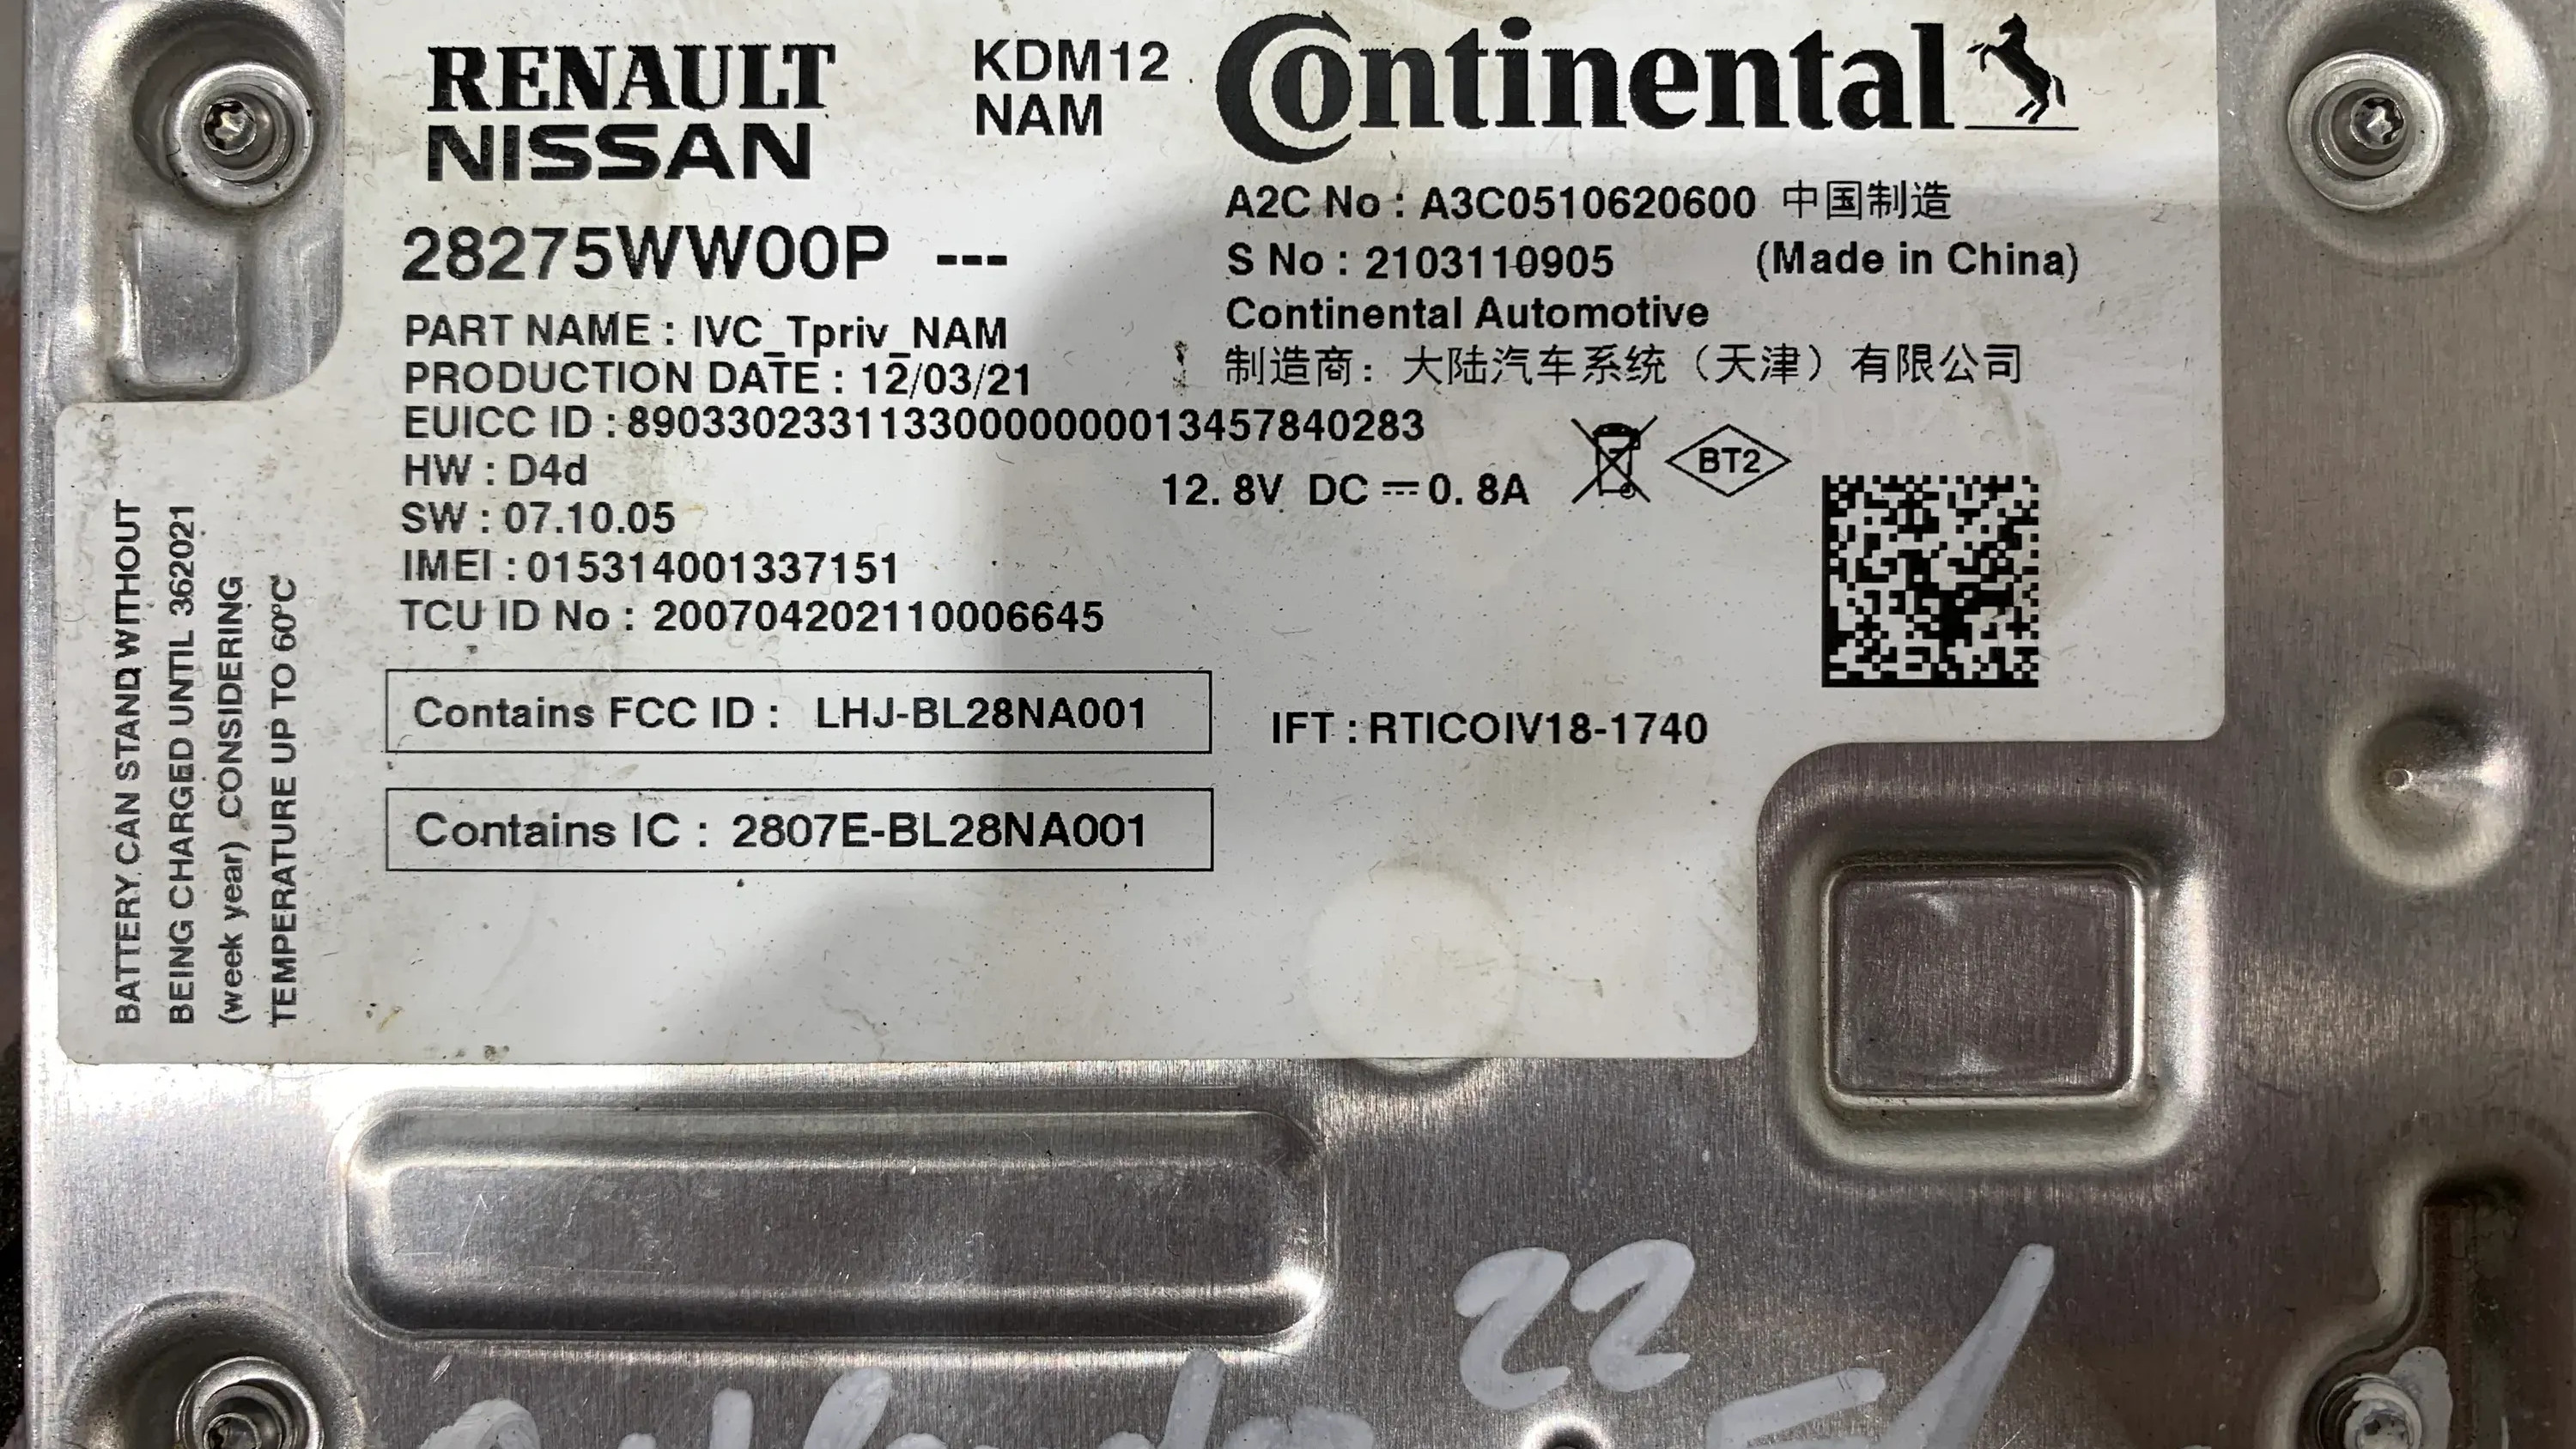 RENAULT
NISSAN
KDM12
NAM
Continental
28275WW00P ---
PART NAME : IVC_Tpriv_NAM
PRODUCTION DATE : 12/03/21
EUICC ID : 89033023311330000000013457840283
HW : D4d
SW : 07.10.05
IMEI : 015314001337151
TCU ID No : 200704202110006645
Contains FCC ID : LHJ-BL28NA001
Contains IC : 2807E-BL28NA001
A2C No : A3C0510620600 中国制造
S No : 2103110905 (Made in China)
Continental Automotive
制造商：大陆汽车系统（天津）有限公司
12. 8V DC 0. 8A
BT2
IFT : RTICOIV18-1740
BATTERY CAN STAND WITHOUT
BEING CHARGED UNTIL 362021
(week year) CONSIDERING
TEMPERATURE UP TO 60°C
22